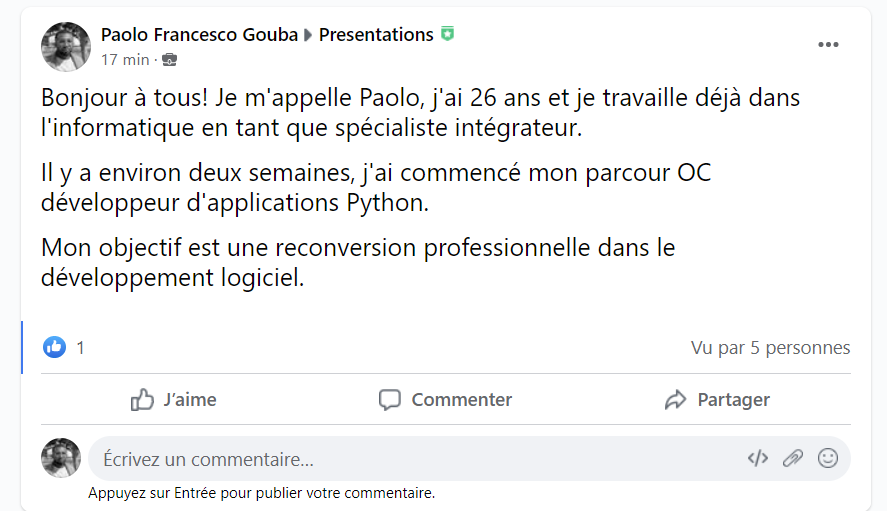 Paolo Francesco Gouba Presentations
17 min ·
Bonjour à tous! Je m'appelle Paolo, j'ai 26 ans et je travaille déjà dans
l'informatique en tant que spécialiste intégrateur.
Il y a environ deux semaines, j'ai commencé mon parcour OC
développeur d'applications Python.
Mon objectif est une reconversion professionnelle dans le
développement logiciel.
1 Vu par 5 personnes
J'aime Commenter Partager
Écrivez un commentaire...
Appuyez sur Entrée pour publier votre commentaire.